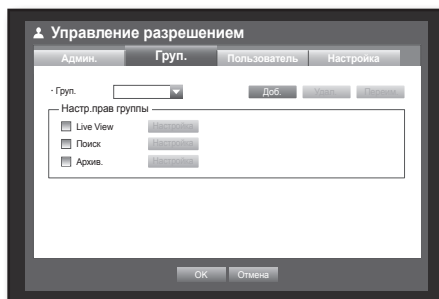 Управление разрешением
Админ. Груп. Пользователь Настройка
· Груп. Доб. Удал. Переим.
Настр.прав группы
Live View Настройка
Поиск Настройка
Архив. Настройка
OK Отмена